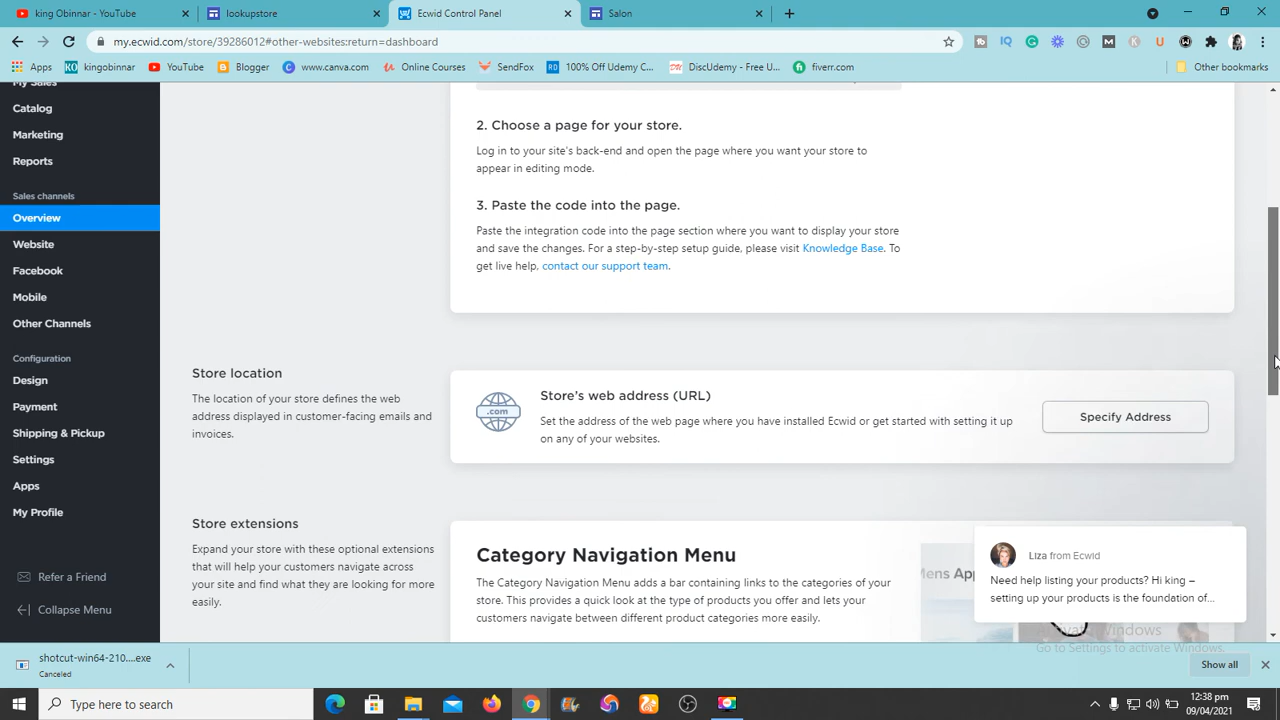 king Obinnar - YouTube
lookupstore
Ecwid Control Panel
Salon
my.ecwid.com/store/39286012#other-websites:return=dashboard
Apps
kingobinnar
YouTube
Blogger
www.canva.com
Online Courses
SendFox
100% Off Udemy C...
DiscUdemy - Free U...
fiverr.com
Other bookmarks
Catalog
Marketing
Reports
Sales channels
Overview
Website
Facebook
Mobile
Other Channels
Configuration
Design
Payment
Shipping & Pickup
Settings
Apps
My Profile
Refer a Friend
Collapse Menu
2. Choose a page for your store.
Log in to your site's back-end and open the page where you want your store to
appear in editing mode.
3. Paste the code into the page.
Paste the integration code into the page section where you want to display your store
and save the changes. For a step-by-step setup guide, please visit Knowledge Base. To
get live help, contact our support team.
Store location
The location of your store defines the web
address displayed in customer-facing emails and
invoices.
.com
Store's web address (URL)
Set the address of the web page where you have installed Ecwid or get started with setting it up
on any of your websites.
Specify Address
Store extensions
Expand your store with these optional extensions
that will help your customers navigate across
your site and find what they are looking for more
easily.
Category Navigation Menu
The Category Navigation Menu adds a bar containing links to the categories of your
store. This provides a quick look at the type of products you offer and lets your
customers navigate between different product categories more easily.
Mens
Liza from Ecwid
Need help listing your products? Hi king –
setting up your products is the foundation of...
Activate Windows
Go to Settings to activate Windows.
shotcut-win64-210....exe
Canceled
Show all
Type here to search
12:38 pm
09/04/2021